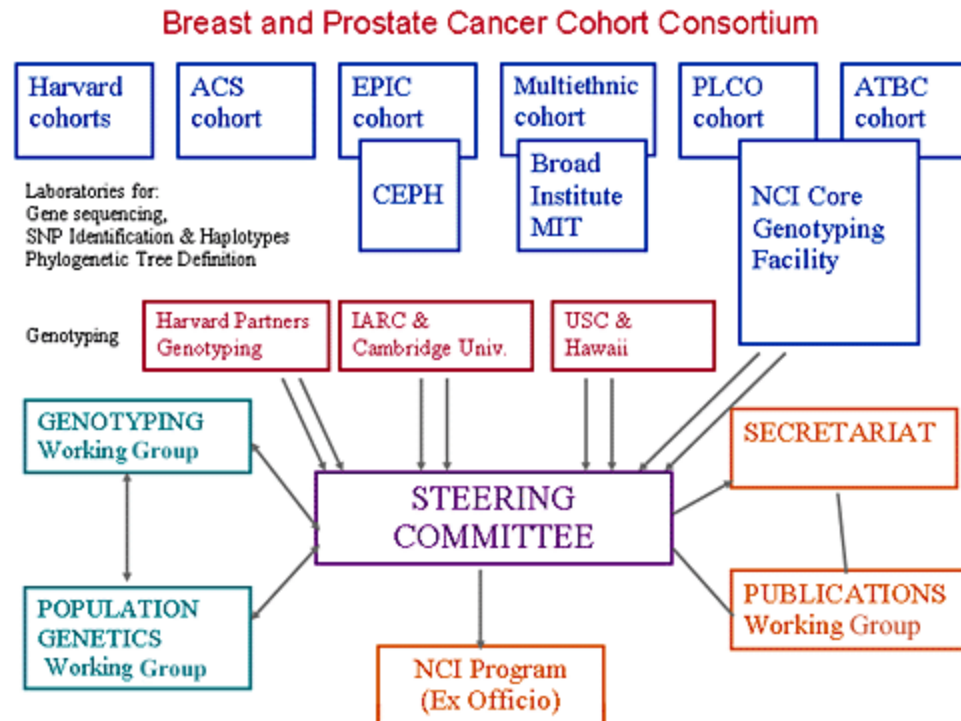 Breast and Prostate Cancer Cohort Consortium
Harvard
cohorts
ACS
cohort
EPIC
cohort
Multiethnic
cohort
PLCO
cohort
ATBC
cohort
CEPH
Broad
Institute
MIT
NCI Core
Genotyping
Facility
Laboratories for:
Gene sequencing,
SNP Identification & Haplotypes
Phylogenetic Tree Definition
Genotyping
Harvard Partners
Genotyping
IARC &
Cambridge Univ.
USC &
Hawaii
GENOTYPING
Working Group
STEERING
COMMITTEE
SECRETARIAT
POPULATION
GENETICS
Working Group
PUBLICATIONS
Working Group
NCI Program
(Ex Officio)